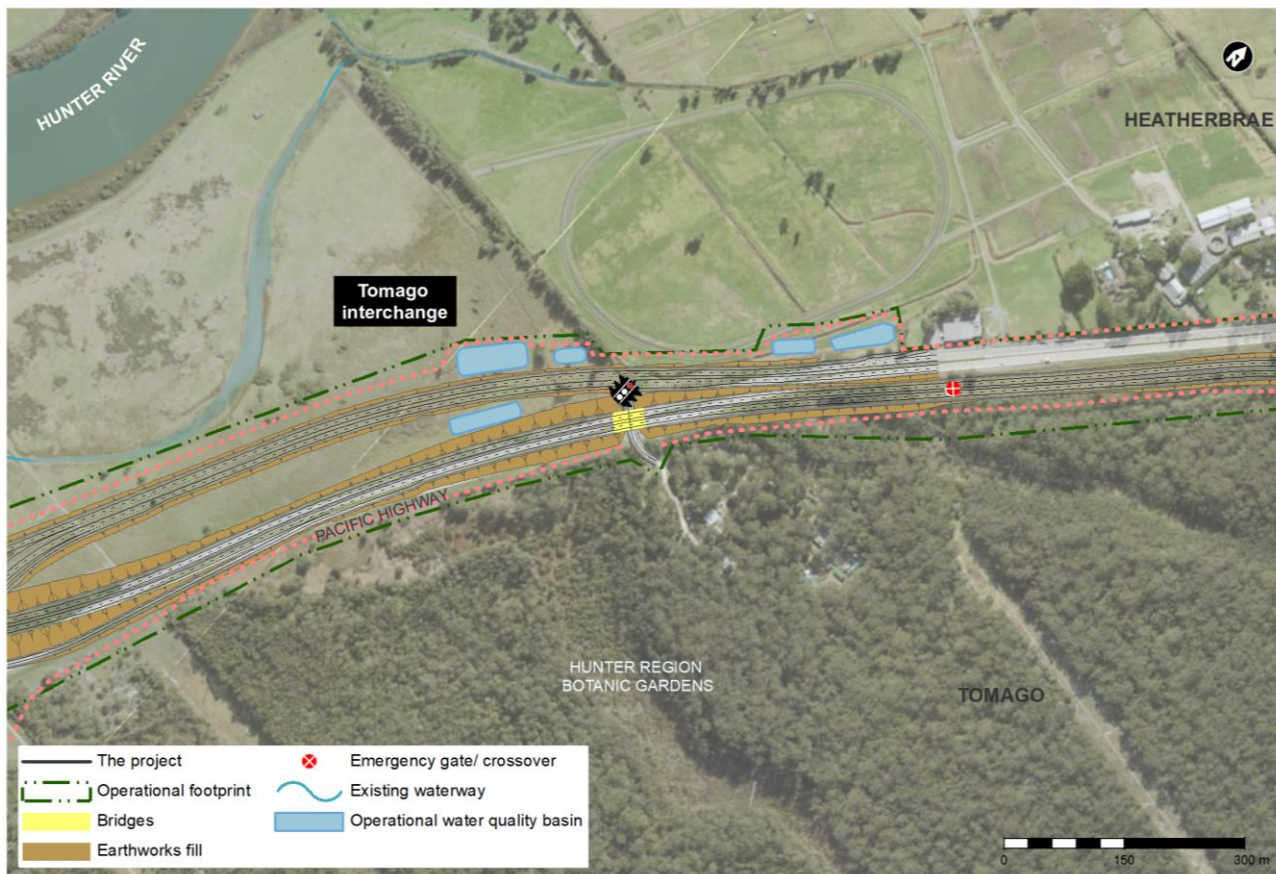 HUNTER RIVER
HEATHERBRAE
Tomago
interchange
PACIFIC HIGHWAY
HUNTER REGION
BOTANIC GARDENS
TOMAGO
The project
Operational footprint
Bridges
Earthworks fill
Emergency gate/ crossover
Existing waterway
Operational water quality basin
0 150 300 m